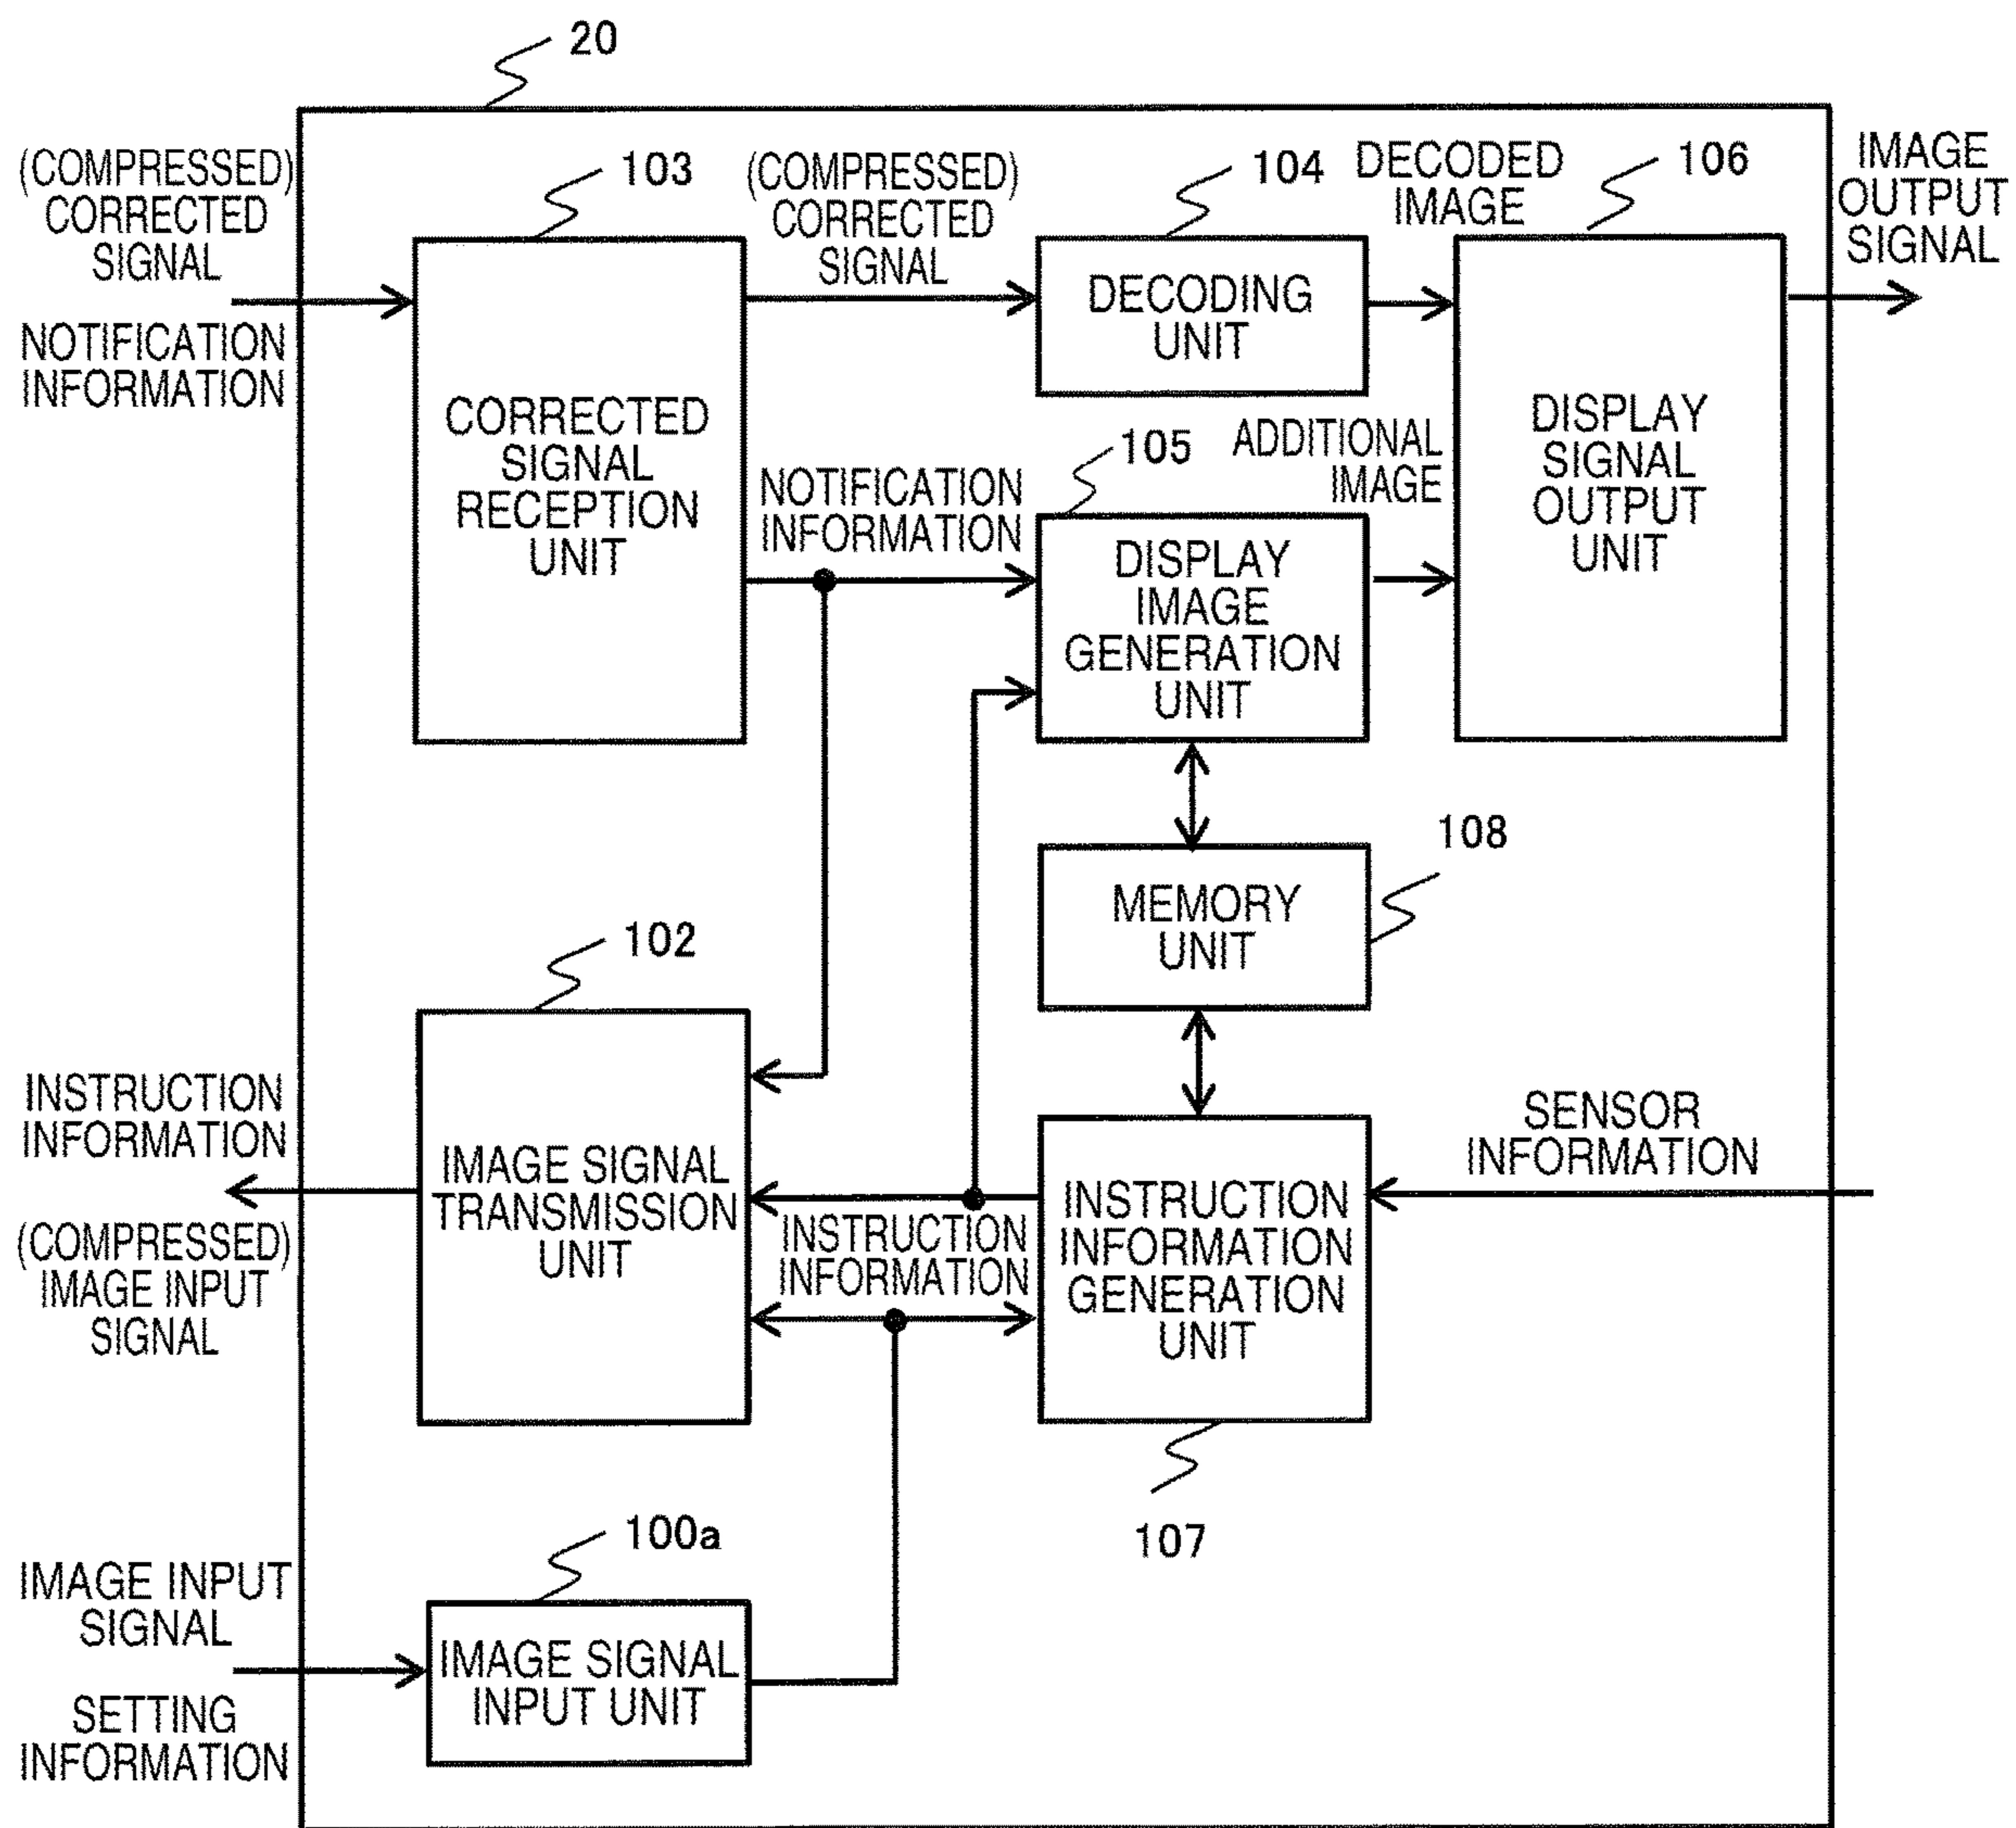 20
(COMPRESSED)
CORRECTED
SIGNAL
NOTIFICATION
INFORMATION
103
CORRECTED
SIGNAL
RECEPTION
UNIT
(COMPRESSED)
CORRECTED
SIGNAL
104
DECODING
UNIT
DECODED
IMAGE
106
DISPLAY
SIGNAL
OUTPUT
UNIT
IMAGE
OUTPUT
SIGNAL
NOTIFICATION
INFORMATION
105
DISPLAY
IMAGE
GENERATION
UNIT
ADDITIONAL
IMAGE
108
MEMORY
UNIT
102
IMAGE SIGNAL
TRANSMISSION
UNIT
INSTRUCTION
INFORMATION
(COMPRESSED)
IMAGE INPUT
SIGNAL
INSTRUCTION
INFORMATION
INSTRUCTION
INFORMATION
GENERATION
UNIT
107
SENSOR
INFORMATION
100a
IMAGE INPUT
SIGNAL
SETTING
INFORMATION
IMAGE SIGNAL
INPUT UNIT